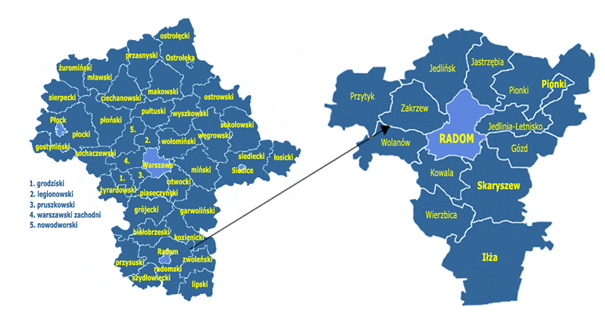 ostrołęcki
przasnyski
Ostrołęka
żuromiński
mławski
makowski
ostrowski
sierpecki
ciechanowski
pułtuski
wyszkowski
Płock
płoński
sokołowski
płocki
5.
2.
wołomiński
węgrowski
gostyniński
sochaczewski
4.
Warszawa
siedlecki
łosicki
miński
Siedlce
1.
3.
otwocki
żyrardowski
piaseczyński
grójecki
garwoliński
białobrzeski
kozienicki
Radom
zwoleński
przysuski
radomski
szydłowiecki
lipski
1. grodziski
2. legionowski
3. pruszkowski
4. warszawski zachodni
5. nowodworski
Jedlińsk
Jastrzębia
Pionki
Pionki
Przytyk
Zakrzew
Jedlnia-Letnisko
Wolanów
RADOM
Gózd
Kowala
Skaryszew
Wierzbica
Iłża